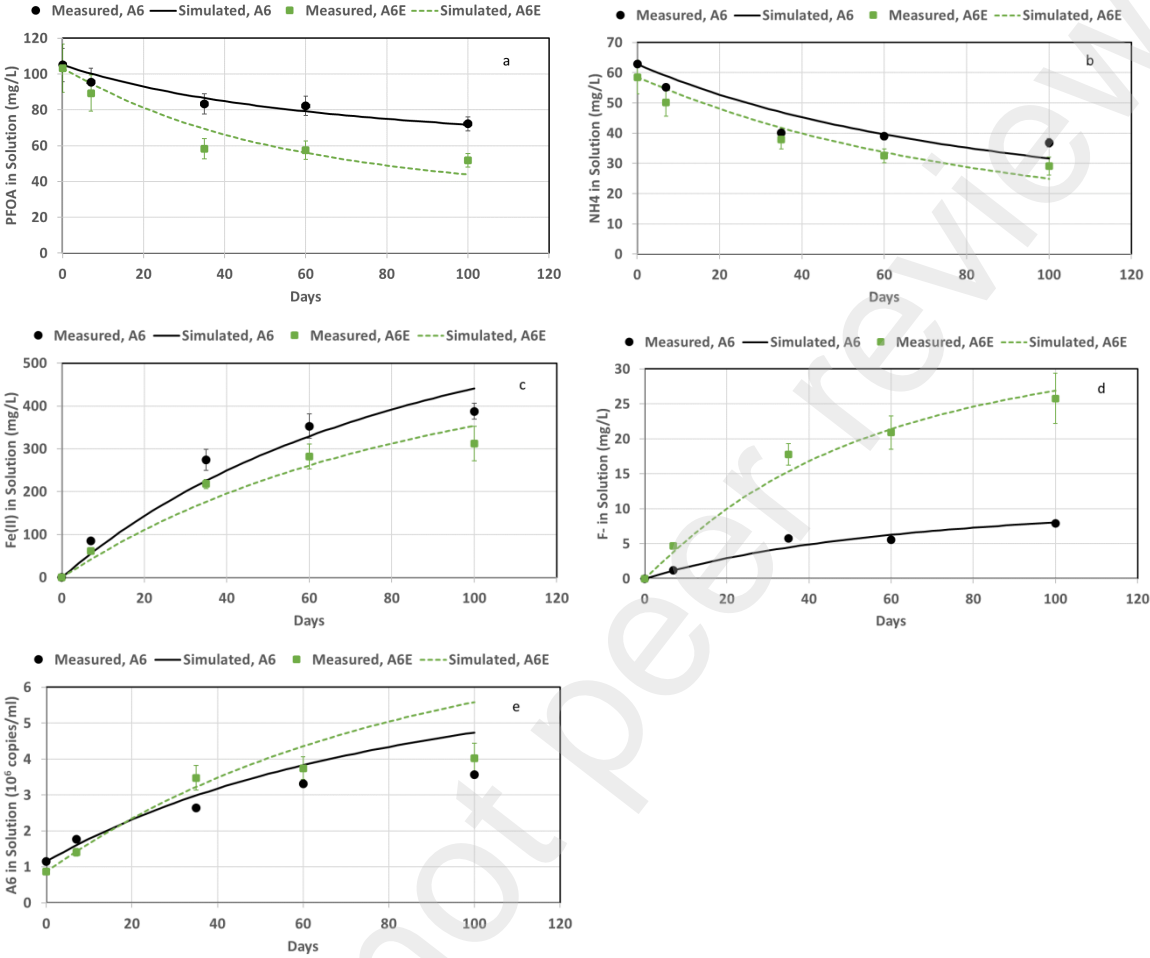 Measured, A6 Simulated, A6 Measured, A6E Simulated, A6E
a
PFOA in Solution (mg/L)
120
100
80
60
40
20
0
0 20 40 60 80 100 120
Days
Measured, A6 Simulated, A6 Measured, A6E Simulated, A6E
b
NH4 in Solution (mg/L)
70
60
50
40
30
20
10
0
0 20 40 60 80 100 120
Days
Measured, A6 Simulated, A6 Measured, A6E Simulated, A6E
c
Fe(II) in Solution (mg/L)
500
400
300
200
100
0
0 20 40 60 80 100 120
Days
Measured, A6 Simulated, A6 Measured, A6E Simulated, A6E
d
F- in Solution (mg/L)
30
25
20
15
10
5
0
0 20 40 60 80 100 120
Days
Measured, A6 Simulated, A6 Measured, A6E Simulated, A6E
e
A6 in Solution (10⁶ copies/ml)
6
5
4
3
2
1
0
0 20 40 60 80 100 120
Days
not peer review